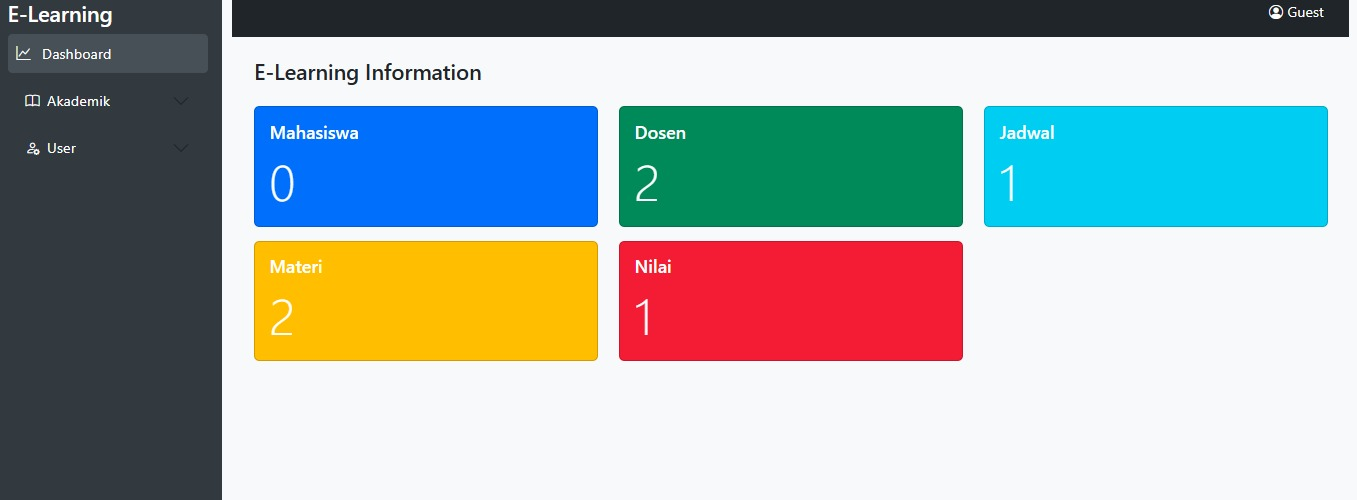 E-Learning
Guest
Dashboard
Akademik
User
E-Learning Information
Mahasiswa
0
Dosen
2
Jadwal
1
Materi
2
Nilai
1